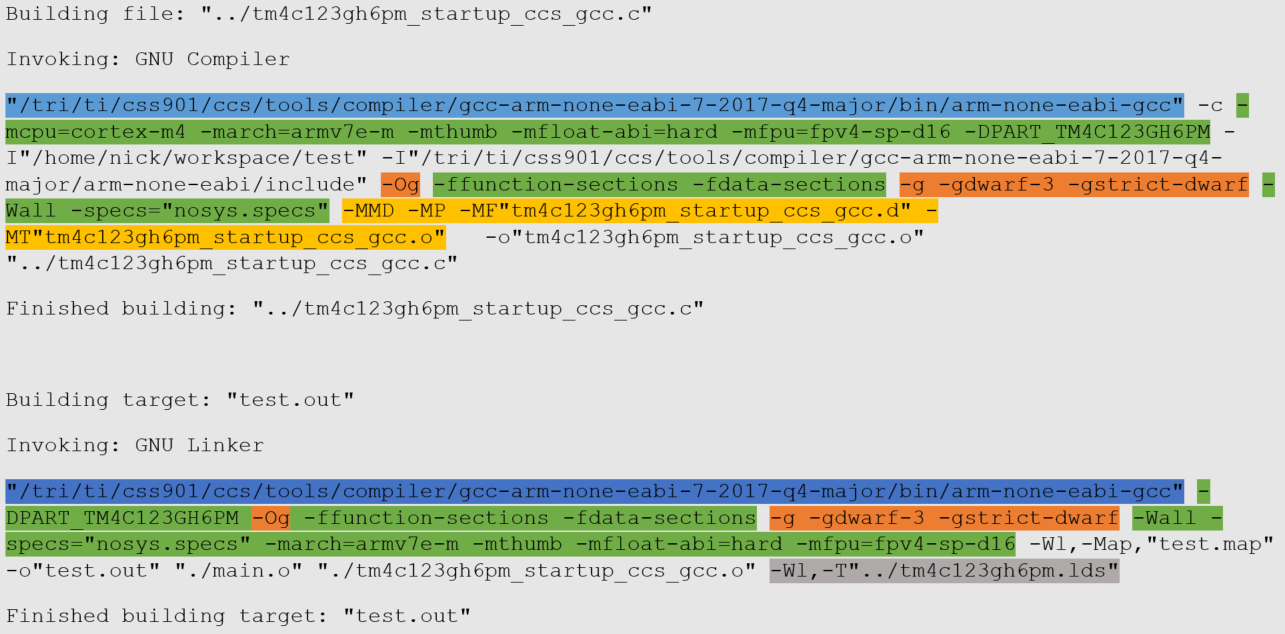 Building file: "../tm4c123gh6pm_startup_ccs_gcc.c"
Invoking: GNU Compiler
"/tri/ti/css901/ccs/tools/compiler/gcc-arm-none-eabi-7-2017-q4-major/bin/arm-none-eabi-gcc" -c -
mcpu=cortex-m4 -march=armv7e-m -mthumb -mfloat-abi=hard -mfpu=fpv4-sp-d16 -DPART_TM4C123GH6PM -
I"/home/nick/workspace/test" -I"/tri/ti/css901/ccs/tools/compiler/gcc-arm-none-eabi-7-2017-q4-
major/arm-none-eabi/include" -Og -ffunction-sections -fdata-sections -g -gdwarf-3 -gstrict-dwarf -
Wall -specs="nosys.specs" -MMD -MP -MF"tm4c123gh6pm_startup_ccs_gcc.d" -
MT"tm4c123gh6pm_startup_ccs_gcc.o"   -o"tm4c123gh6pm_startup_ccs_gcc.o"
"../tm4c123gh6pm_startup_ccs_gcc.c"
Finished building: "../tm4c123gh6pm_startup_ccs_gcc.c"
Building target: "test.out"
Invoking: GNU Linker
"/tri/ti/css901/ccs/tools/compiler/gcc-arm-none-eabi-7-2017-q4-major/bin/arm-none-eabi-gcc" -
DPART_TM4C123GH6PM -Og -ffunction-sections -fdata-sections -g -gdwarf-3 -gstrict-dwarf -Wall -
specs="nosys.specs" -march=armv7e-m -mthumb -mfloat-abi=hard -mfpu=fpv4-sp-d16 -Wl,-Map,"test.map"
-o"test.out" "./main.o" "./tm4c123gh6pm_startup_ccs_gcc.o" -Wl,-T"../tm4c123gh6pm.lds"
Finished building target: "test.out"